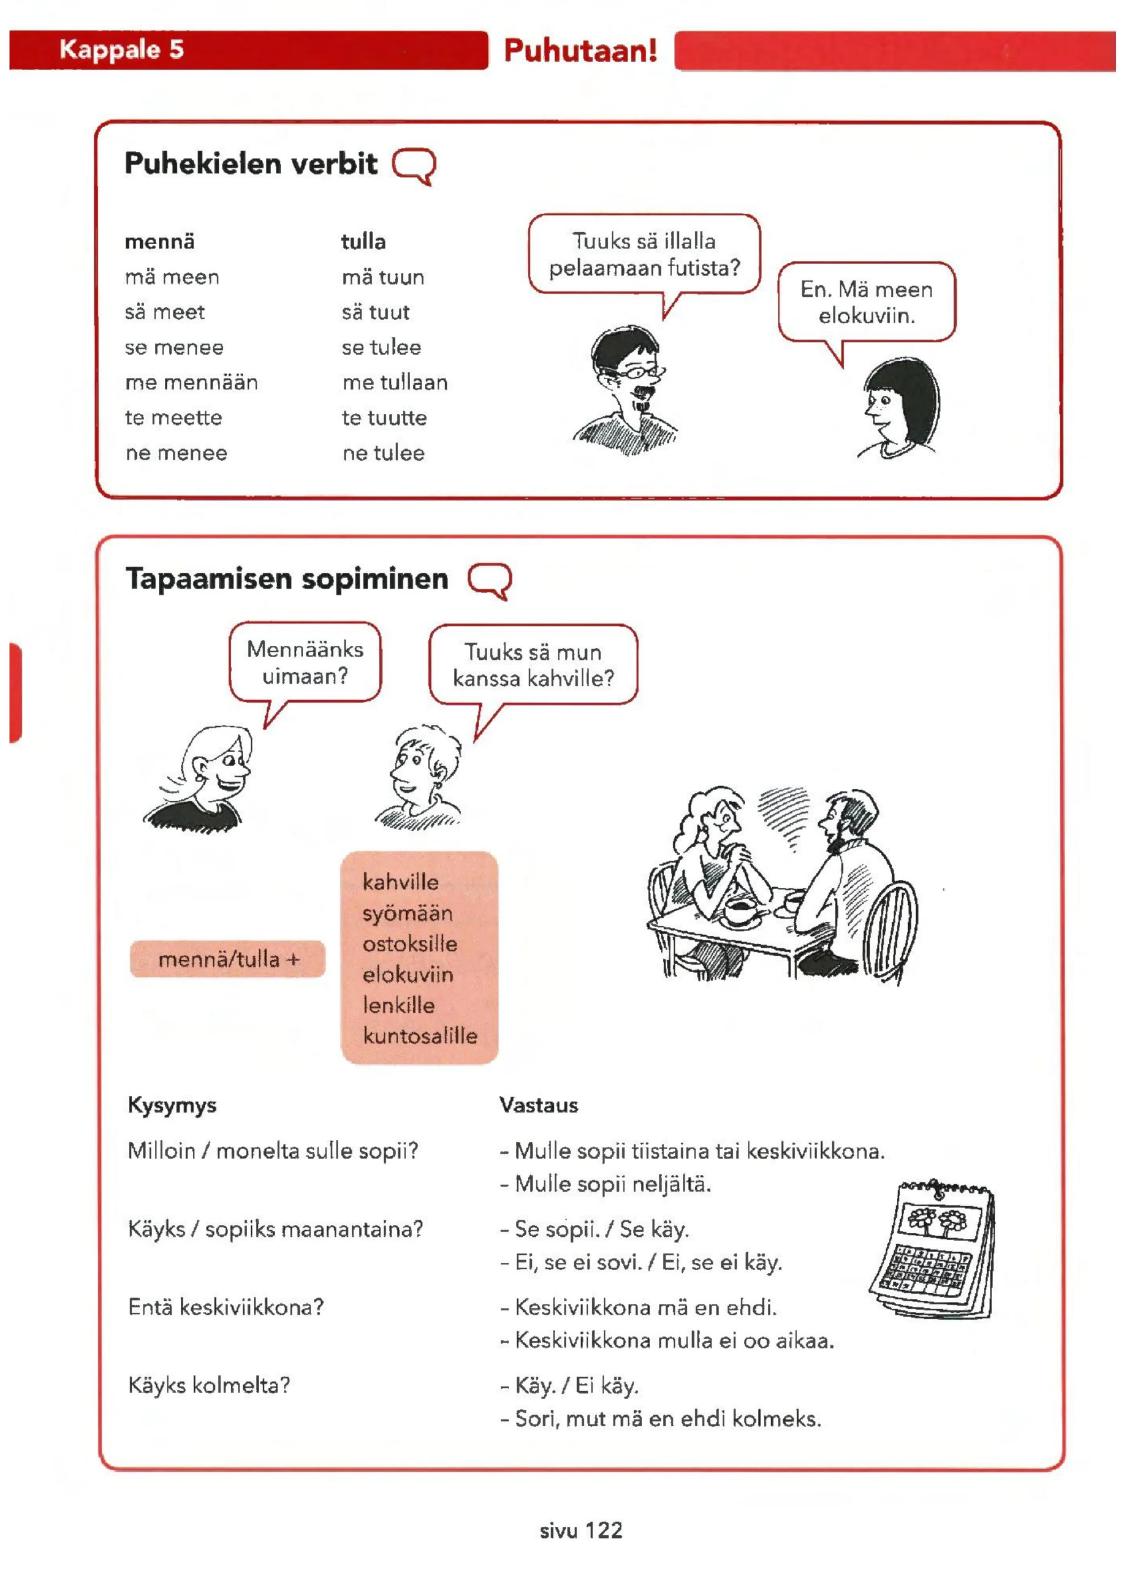 Kappale 5
Puhutaan!
Puhekielen verbit
mennä tulla
mä meen mä tuun
sä meet sä tuut
se menee se tulee
me mennään me tullaan
te meette te tuutte
ne menee ne tulee
Tuuks sä illalla
pelaamaan futista?
En. Mä meen
elokuviin.
Tapaamisen sopiminen
Mennäänks
uimaan?
Tuuks sä mun
kanssa kahville?
mennä/tulla +
kahville
syömään
ostoksille
elokuviin
lenkille
kuntosalille
Kysymys Vastaus
Milloin / monelta sulle sopii? - Mulle sopii tiistaina tai keskiviikkona.
- Mulle sopii neljältä.
Käyks / sopiiks maanantaina? - Se sopii. / Se käy.
- Ei, se ei sovi. / Ei, se ei käy.
Entä keskiviikkona? - Keskiviikkona mä en ehdi.
- Keskiviikkona mulla ei oo aikaa.
Käyks kolmelta? - Käy. / Ei käy.
- Sori, mut mä en ehdi kolmeks.
sivu 122